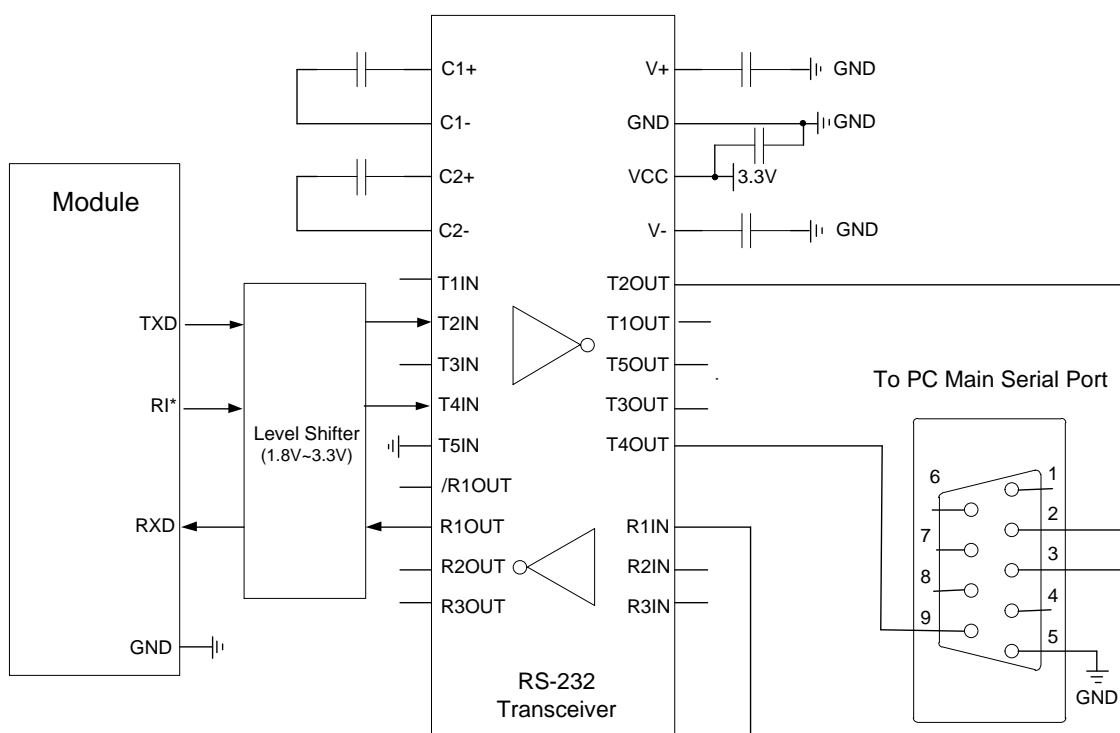 Module
TXD
RI*
RXD
GND
Level Shifter
(1.8V~3.3V)
C1+
C1-
C2+
C2-
T1IN
T2IN
T3IN
T4IN
T5IN
/R1OUT
R1OUT
R2OUT
R3OUT
V+
GND
VCC
V-
T2OUT
T1OUT
T5OUT
T3OUT
T4OUT
R1IN
R2IN
R3IN
RS-232
Transceiver
GND
GND
3.3V
GND
To PC Main Serial Port
6
7
8
9
1
2
3
4
5
GND